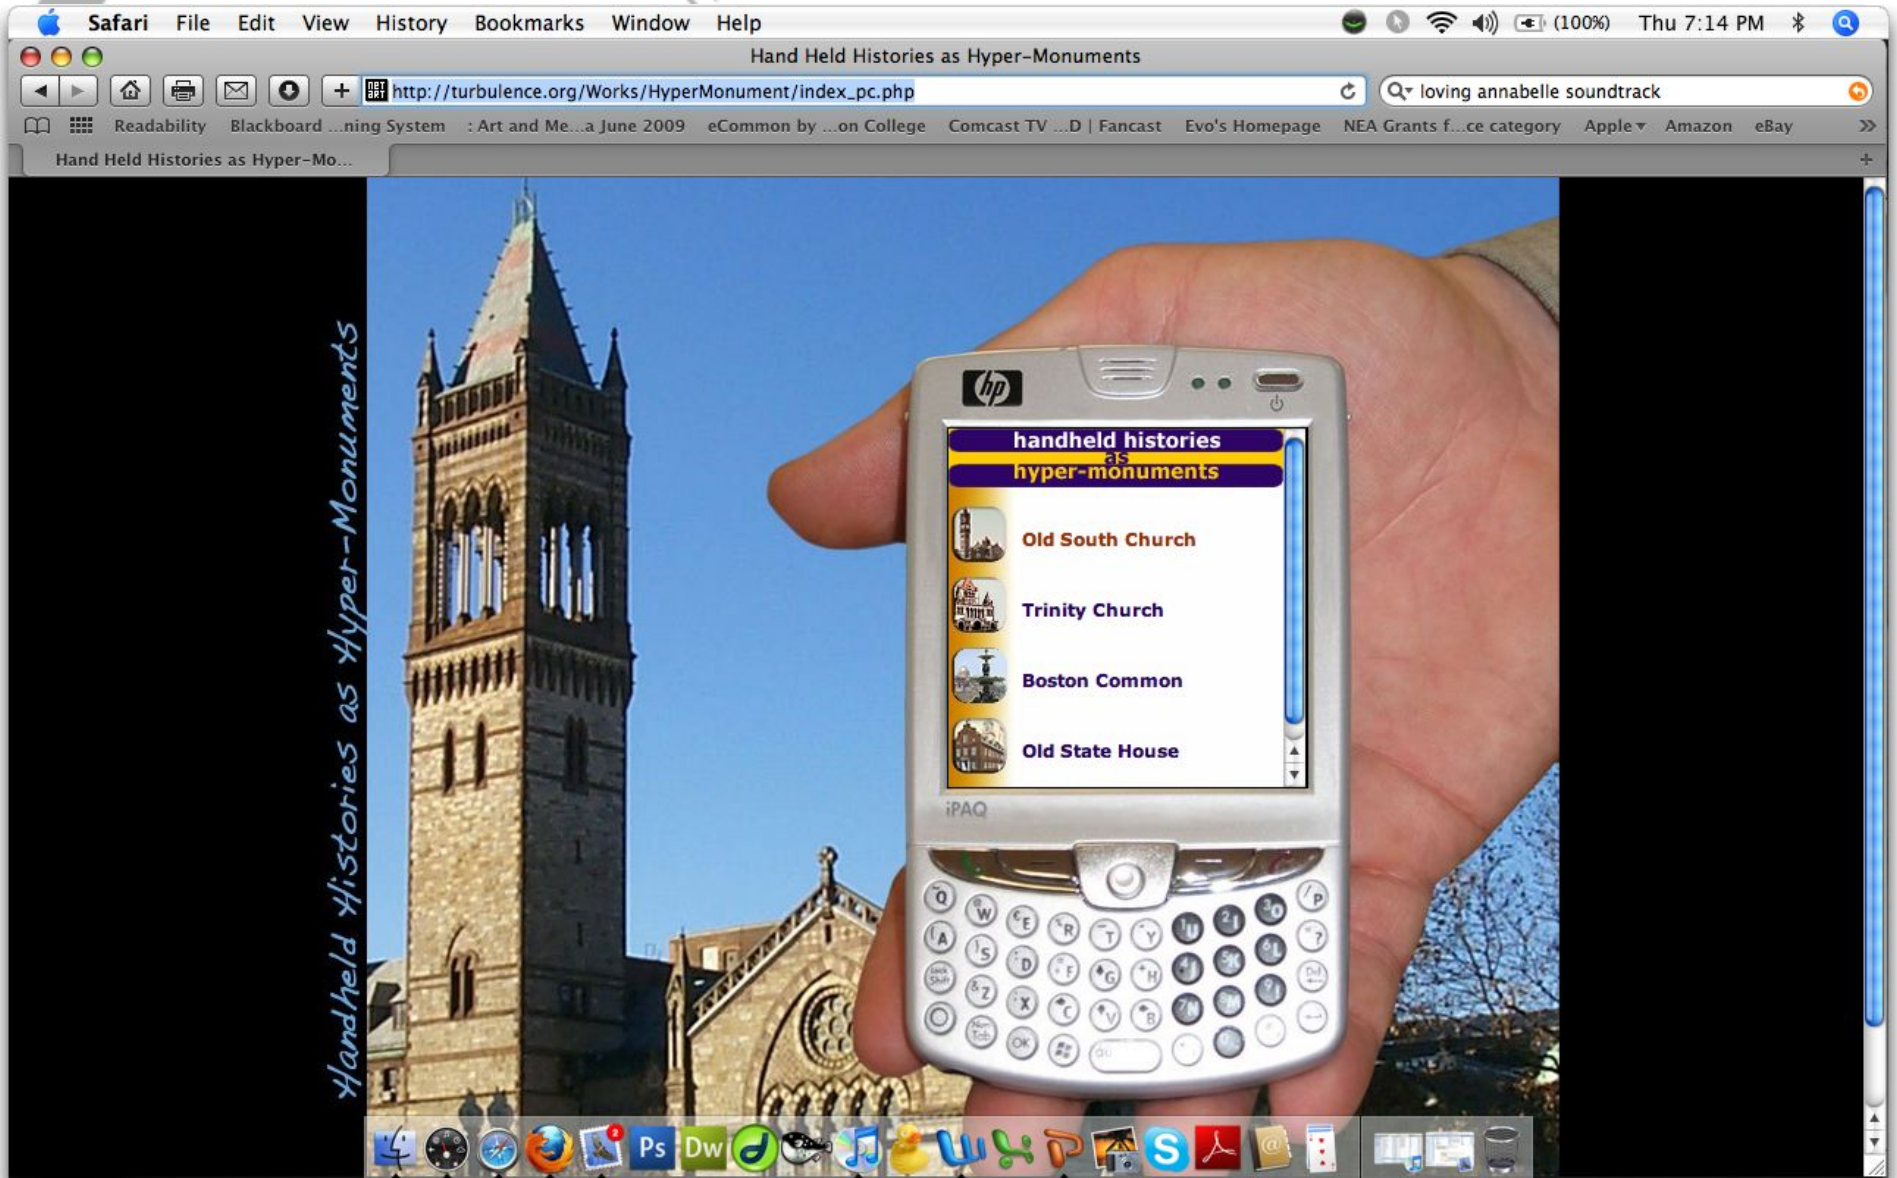 Safari File Edit View History Bookmarks Window Help (100%) Thu 7:14 PM
Hand Held Histories as Hyper-Monuments
http://turbulence.org/Works/HyperMonument/index_pc.php loving annabelle soundtrack
Readability Blackboard ...ning System : Art and Me...a June 2009 eCommon by ...on College Comcast TV ...D | Fancast Evo's Homepage NEA Grants f...ce category Apple Amazon eBay
Hand Held Histories as Hyper-Mo...
Handheld Histories as Hyper-Monuments
hp
handheld histories
as
hyper-monuments
Old South Church
Trinity Church
Boston Common
Old State House
iPAQ
Q W E R T Y U I O P
A S D F G H J K L ?
Z X C V B N M
OK
2 Ps Dw